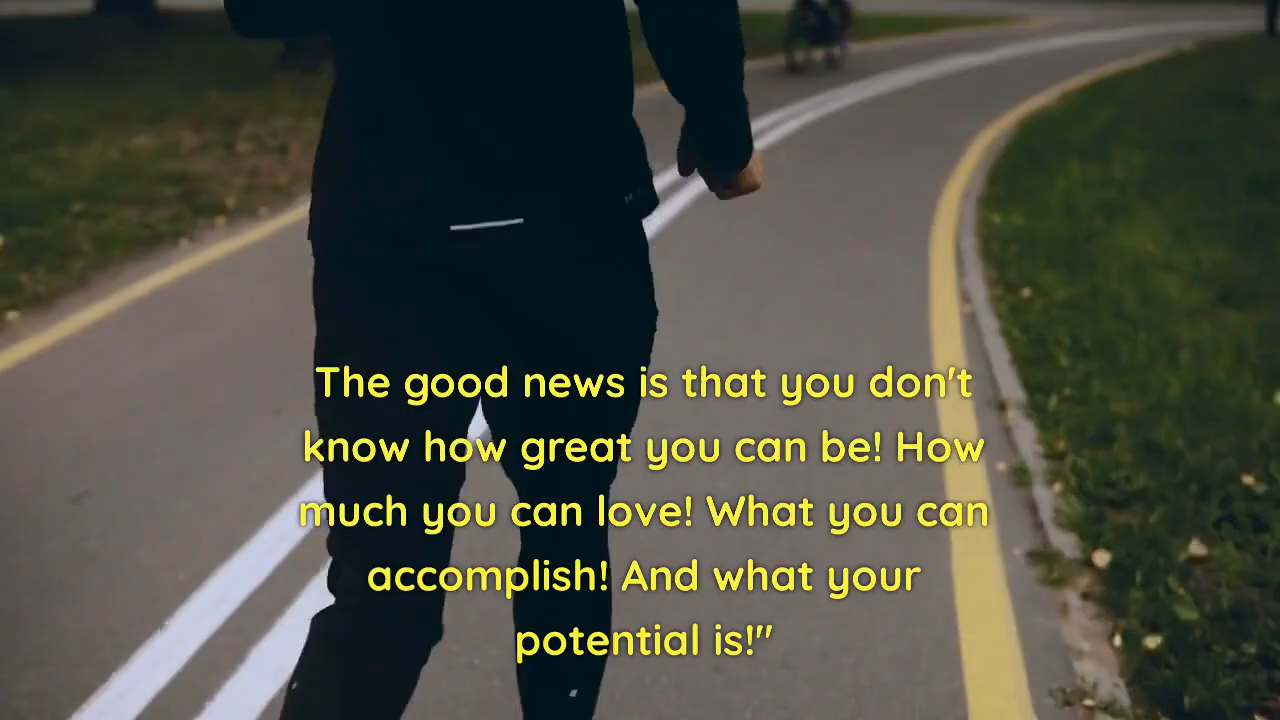 The good news is that you don't
know how great you can be! How
much you can love! What you can
accomplish! And what your
potential is!"